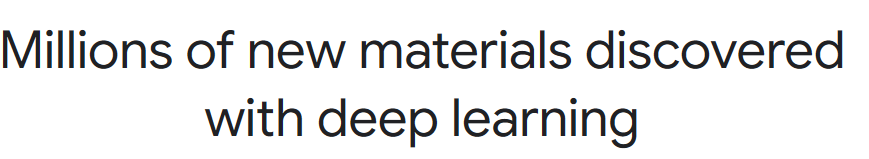 Millions of new materials discovered
with deep learning